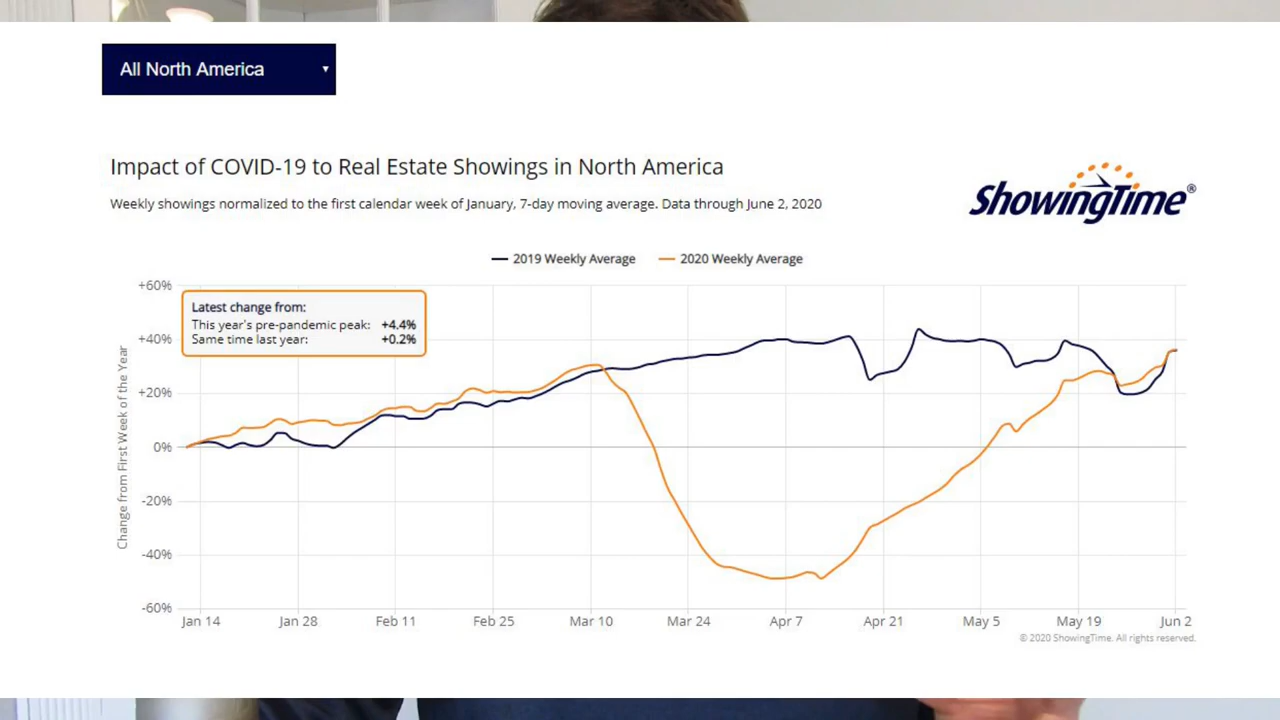 All North America
Impact of COVID-19 to Real Estate Showings in North America
Weekly showings normalized to the first calendar week of January, 7-day moving average. Data through June 2, 2020
ShowingTime®
2019 Weekly Average 2020 Weekly Average
Latest change from:
This year's pre-pandemic peak: +4.4%
Same time last year: +0.2%
Change from First Week of the Year
+60%
+40%
+20%
0%
-20%
-40%
-60%
Jan 14 Jan 28 Feb 11 Feb 25 Mar 10 Mar 24 Apr 7 Apr 21 May 5 May 19 Jun 2
© 2020 ShowingTime. All rights reserved.